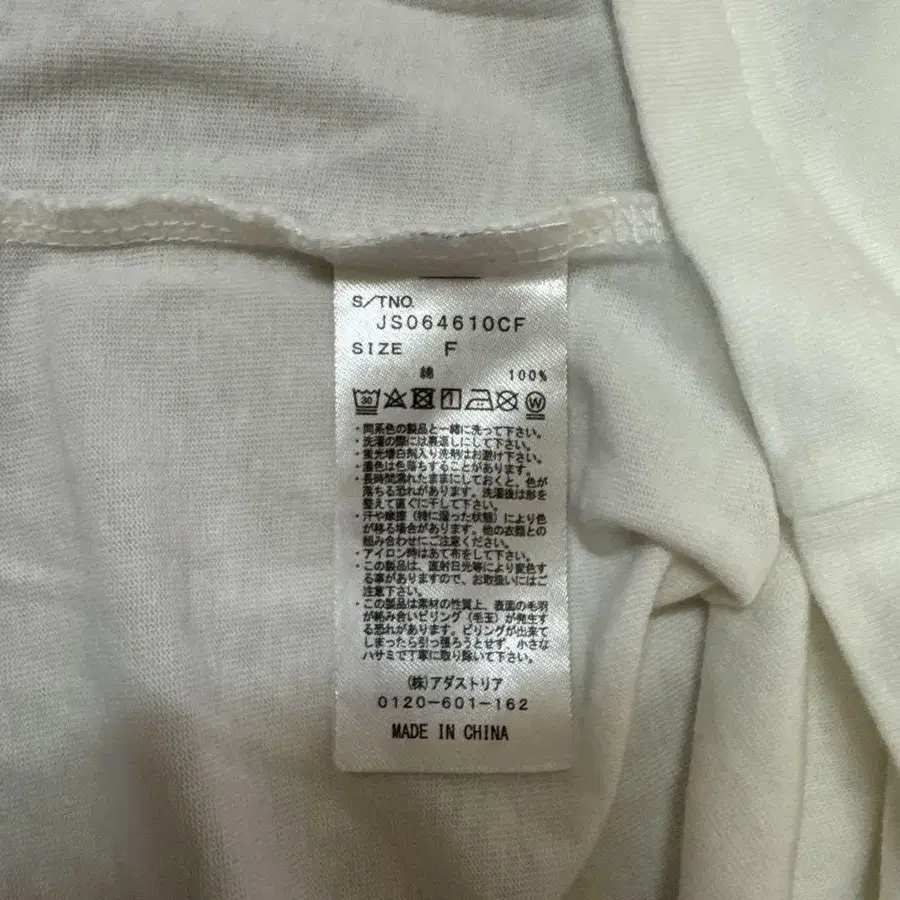 S/TNO.
JS064610CF
SIZE F
綿 100%
30
W
・同系色の製品と一緒に洗って下さい。
・洗濯の際には裏返しにして下さい。
・蛍光増白剤入り洗剤はお避け下さい。
・濃色は色落ちすることがあります。
・長時間濡れたままにしておくと、色が
落ちる恐れがあります。洗濯後は形を
整えて直ぐに干して下さい。
・汗や摩擦(特に湿った状態)により色
が移る場合があります。他の衣類との
組み合わせにご注意ください。
・アイロン時はあて布をして下さい。
・この製品は、直射日光等により変色す
る事がありますので、お取扱いにはご
注意下さい。
・この製品は素材の性質上、表面の毛羽
が絡み合いピリング(毛玉)が発生す
る恐れがあります。ピリングが出来て
しまったら引っ張ろうとせず、小さな
ハサミで丁寧に取り除いて下さい。
(株)アダストリア
0120-601-162
MADE IN CHINA